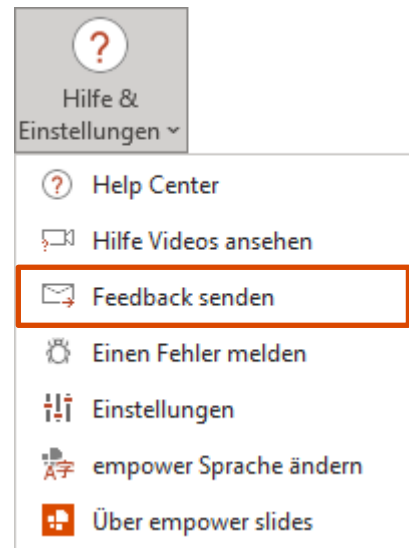 Hilfe &
Einstellungen
Help Center
Hilfe Videos ansehen
Feedback senden
Einen Fehler melden
Einstellungen
empower Sprache ändern
Über empower slides